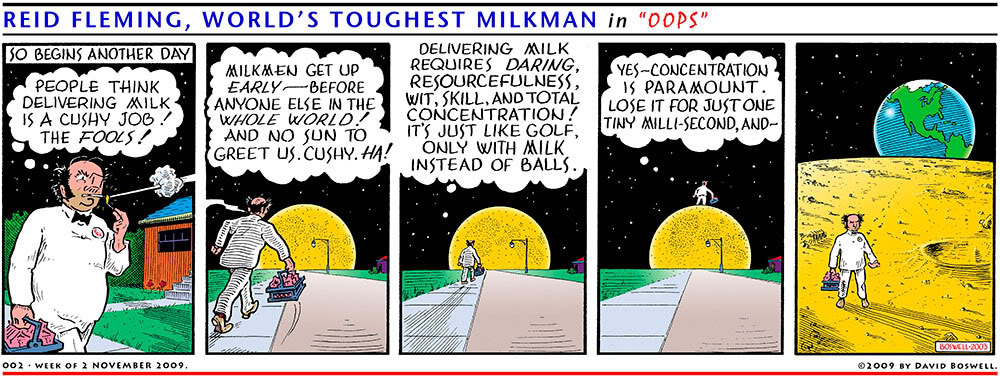 REID FLEMING, WORLD'S TOUGHEST MILKMAN in "OOPS"
SO BEGINS ANOTHER DAY
PEOPLE THINK
DELIVERING MILK
IS A CUSHY JOB!
THE FOOLS!
MILKMEN GET UP
EARLY—BEFORE
ANYONE ELSE IN THE
WHOLE WORLD!
AND NO SUN TO
GREET US. CUSHY. HA!
DELIVERING MILK
REQUIRES DARING,
RESOURCEFULNESS,
WIT, SKILL, AND TOTAL
CONCENTRATION!
IT'S JUST LIKE GOLF,
ONLY WITH MILK
INSTEAD OF BALLS.
YES—CONCENTRATION
IS PARAMOUNT.
LOSE IT FOR JUST ONE
TINY MILLI-SECOND, AND—
BOSWELL·2003
002 · WEEK OF 2 NOVEMBER 2009.
©2009 BY DAVID BOSWELL.